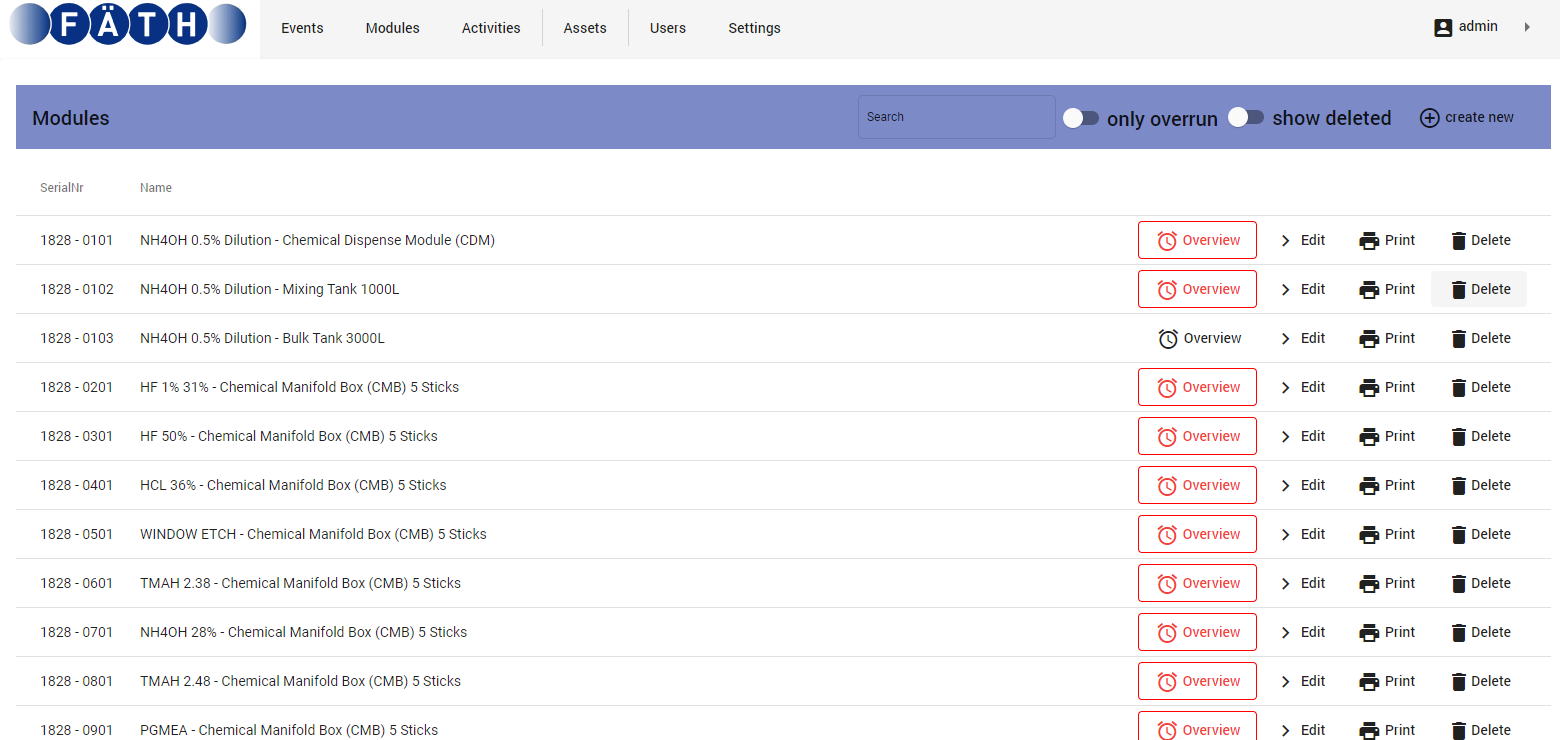 FÄTH Events Modules Activities Assets Users Settings admin
Modules Search only overrun show deleted create new
SerialNr Name
1828 - 0101 NH4OH 0.5% Dilution - Chemical Dispense Module (CDM) Overview Edit Print Delete
1828 - 0102 NH4OH 0.5% Dilution - Mixing Tank 1000L Overview Edit Print Delete
1828 - 0103 NH4OH 0.5% Dilution - Bulk Tank 3000L Overview Edit Print Delete
1828 - 0201 HF 1% 31% - Chemical Manifold Box (CMB) 5 Sticks Overview Edit Print Delete
1828 - 0301 HF 50% - Chemical Manifold Box (CMB) 5 Sticks Overview Edit Print Delete
1828 - 0401 HCL 36% - Chemical Manifold Box (CMB) 5 Sticks Overview Edit Print Delete
1828 - 0501 WINDOW ETCH - Chemical Manifold Box (CMB) 5 Sticks Overview Edit Print Delete
1828 - 0601 TMAH 2.38 - Chemical Manifold Box (CMB) 5 Sticks Overview Edit Print Delete
1828 - 0701 NH4OH 28% - Chemical Manifold Box (CMB) 5 Sticks Overview Edit Print Delete
1828 - 0801 TMAH 2.48 - Chemical Manifold Box (CMB) 5 Sticks Overview Edit Print Delete
1828 - 0901 PGMEA - Chemical Manifold Box (CMB) 5 Sticks Overview Edit Print Delete